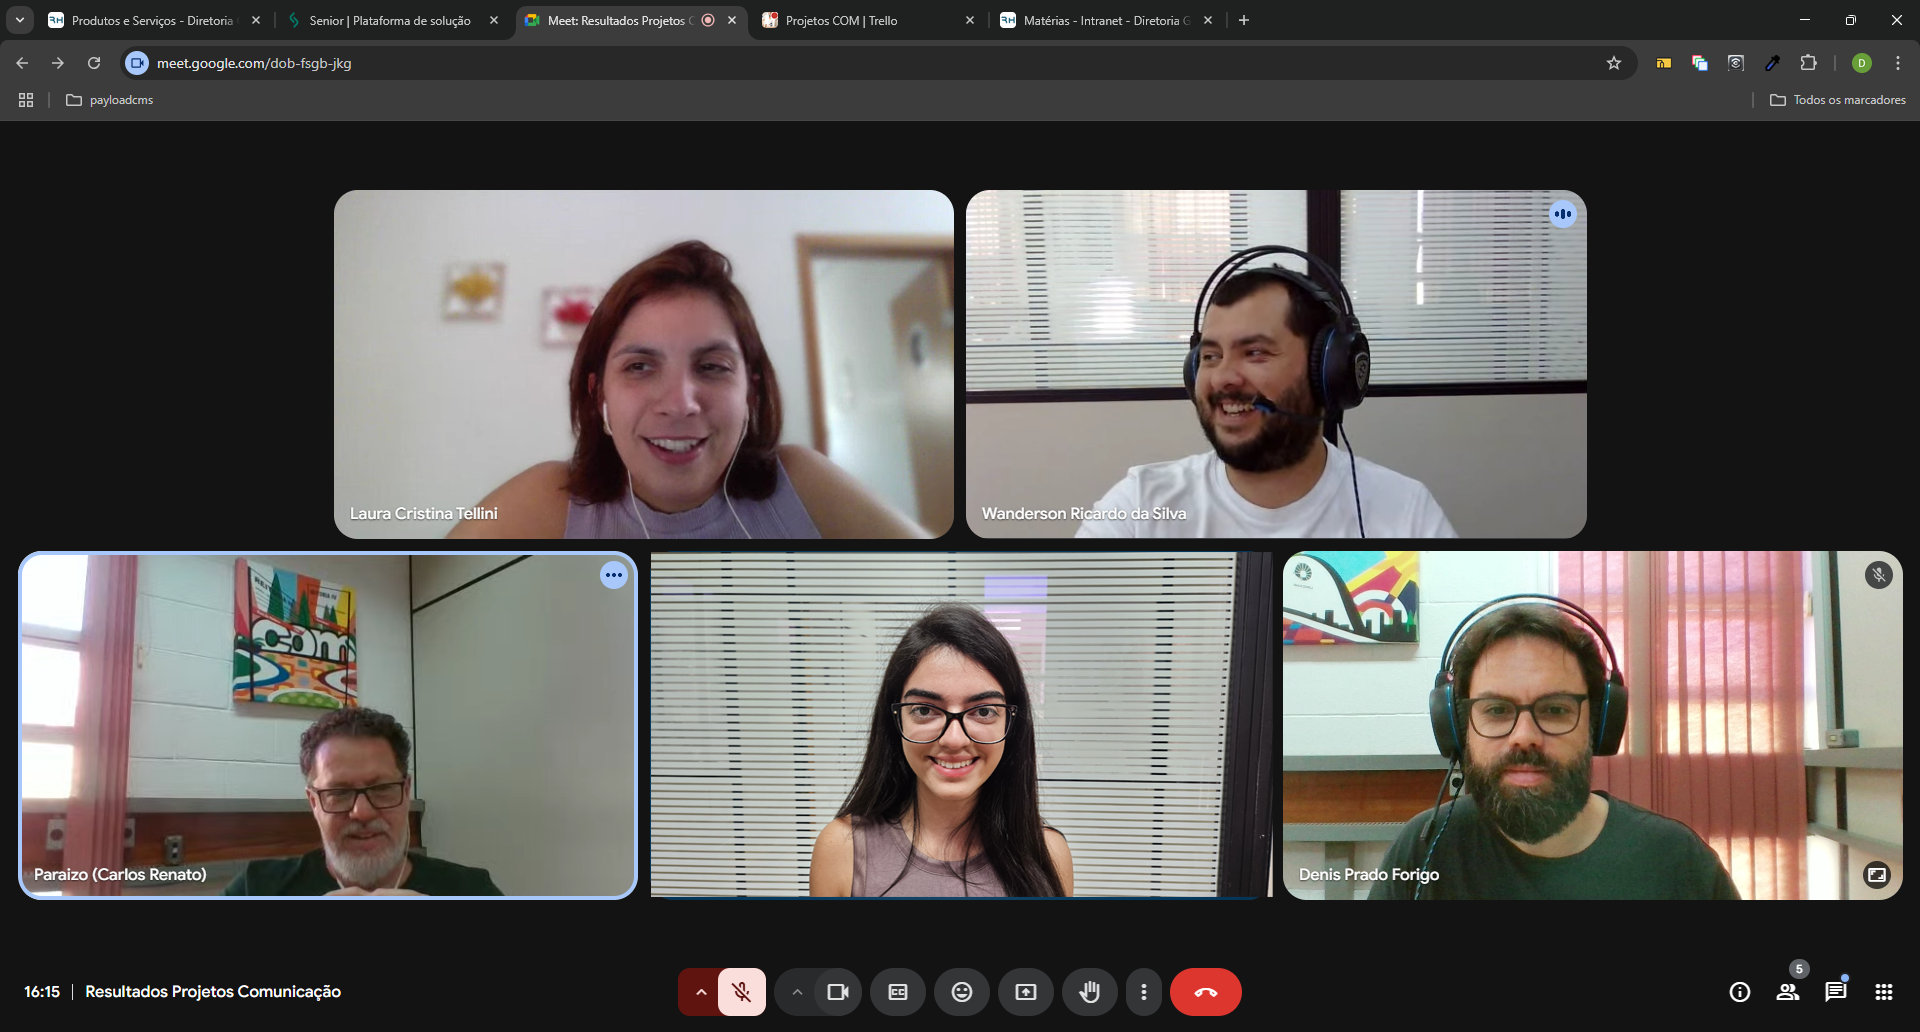 Produtos e Serviços - Diretoria
Senior | Plataforma de solução
Meet: Resultados Projetos C
Projetos COM | Trello
Matérias - Intranet - Diretoria G
meet.google.com/dob-fsgb-jkg
D
payloadcms
Todos os marcadores
Laura Cristina Tellini
Wanderson Ricardo da Silva
com
Paraizo (Carlos Renato)
Denis Prado Forigo
16:15 | Resultados Projetos Comunicação
CC
5